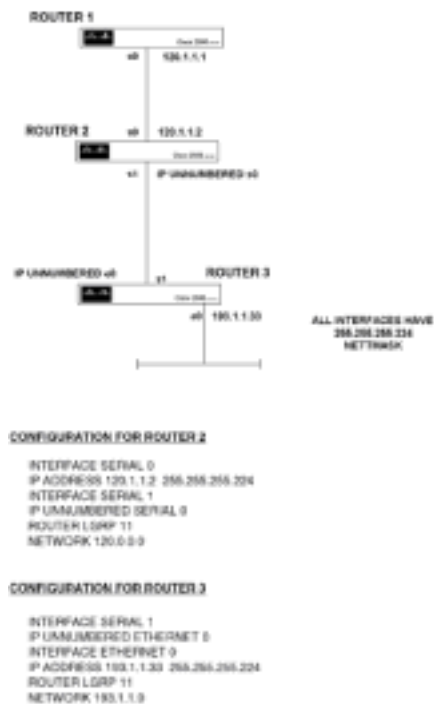 ROUTER 1
s0 120.1.1.1
ROUTER 2 s0 120.1.1.2
s1 IP UNNUMBERED s0
IP UNNUMBERED e0 s1 ROUTER 3
e0 193.1.1.33
ALL INTERFACES HAVE
255.255.255.224
NETTMASK
CONFIGURATION FOR ROUTER 2
INTERFACE SERIAL 0
IP ADDRESS 120.1.1.2 255.255.255.224
INTERFACE SERIAL 1
IP UNNUMBERED SERIAL 0
ROUTER IGRP 11
NETWORK 120.0.0.0
CONFIGURATION FOR ROUTER 3
INTERFACE SERIAL 1
IP UNNUMBERED ETHERNET 0
INTERFACE ETHERNET 0
IP ADDRESS 193.1.1.33 255.255.255.224
ROUTER IGRP 11
NETWORK 193.1.1.0